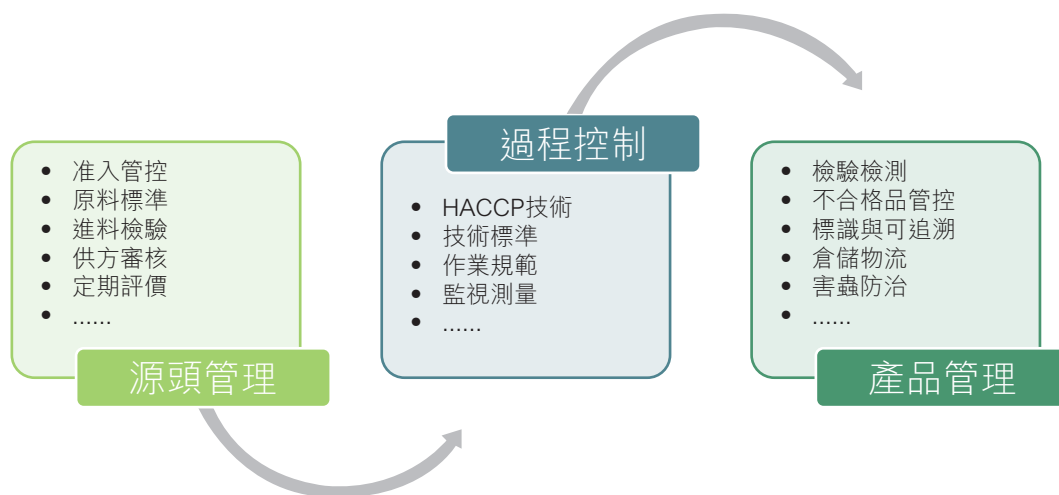 • 准入管控
• 原料標準
• 進料檢驗
• 供方審核
• 定期評價
• ......
源頭管理
過程控制
• HACCP技術
• 技術標準
• 作業規範
• 監視測量
• ......
• 檢驗檢測
• 不合格品管控
• 標識與可追溯
• 倉儲物流
• 害蟲防治
• ......
產品管理